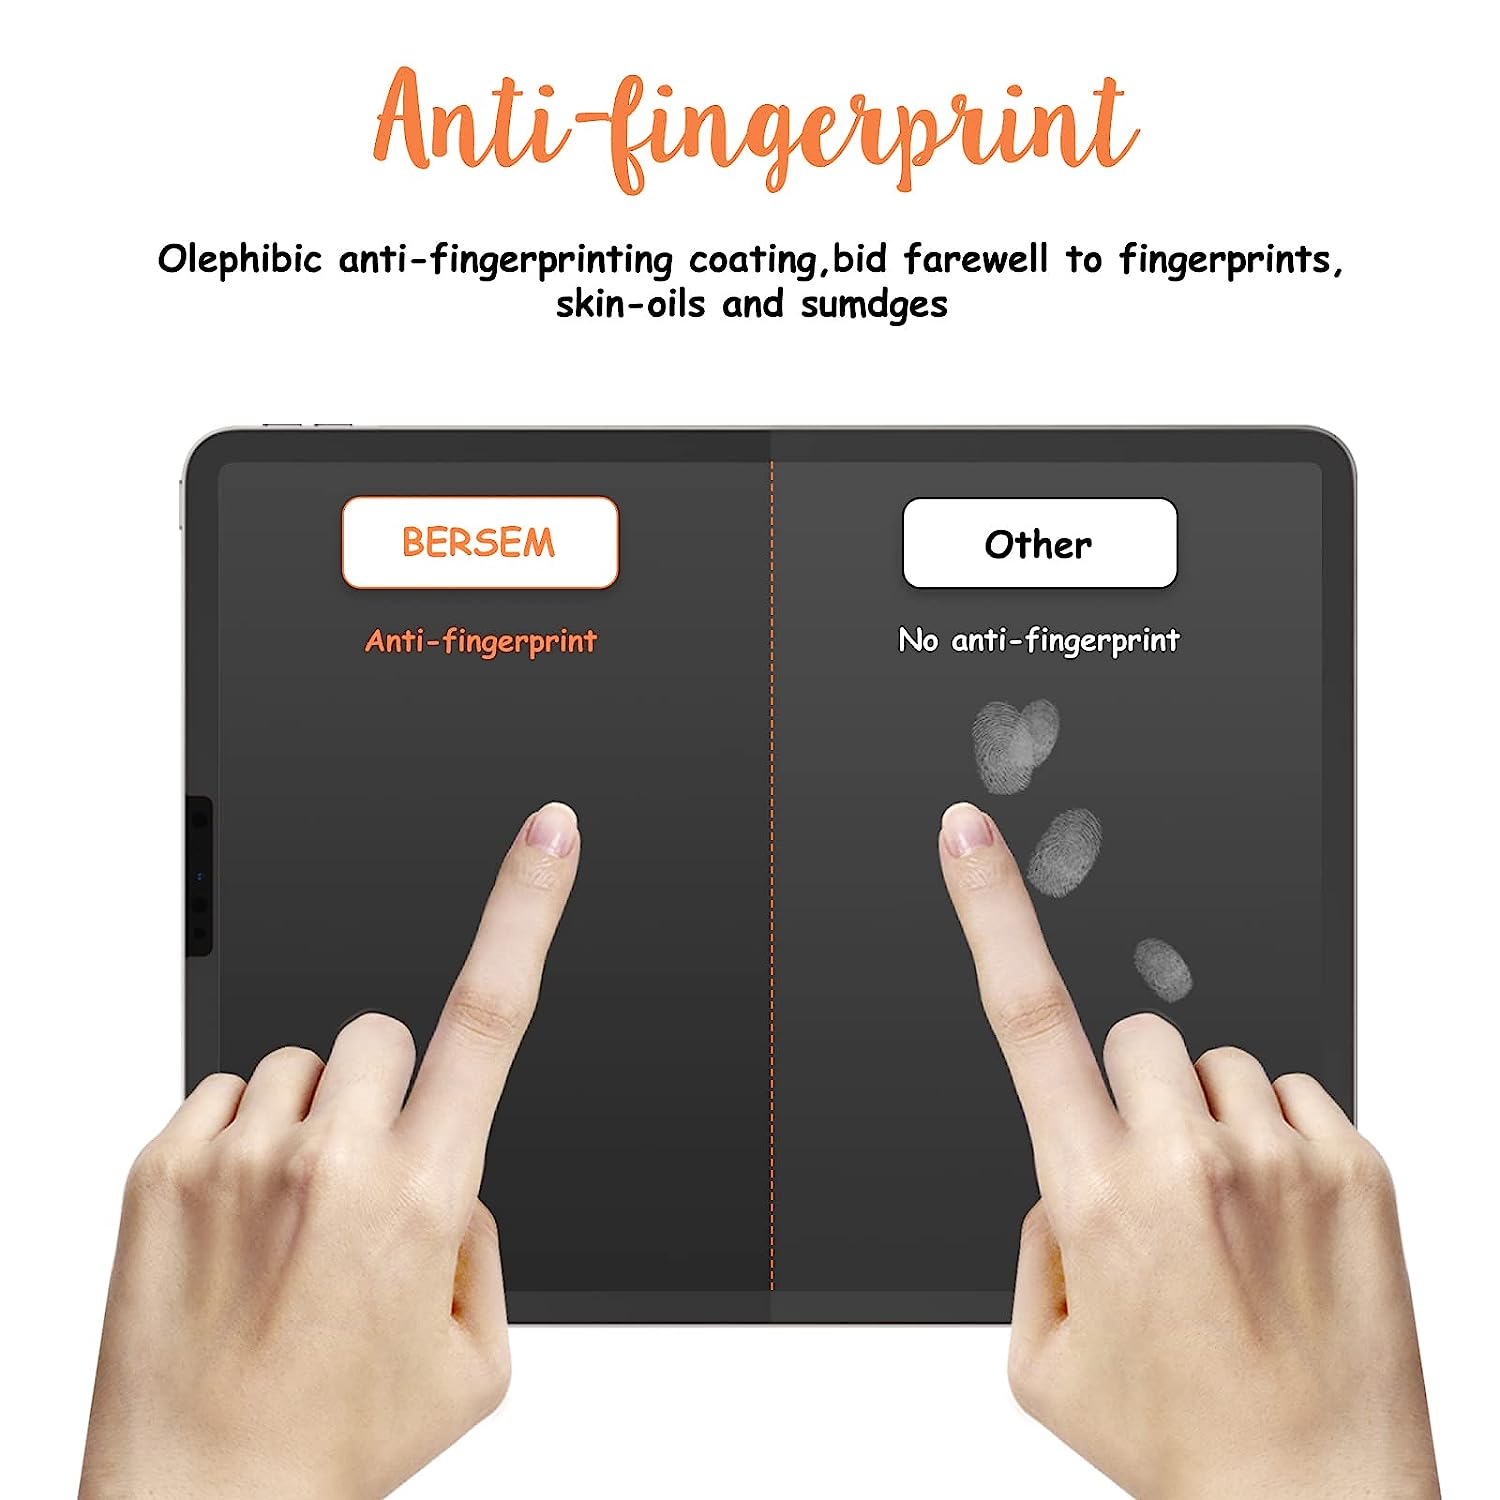 Anti-fingerprint
Olephibic anti-fingerprinting coating,bid farewell to fingerprints,
skin-oils and sumdges
BERSEM
Other
Anti-fingerprint
No anti-fingerprint